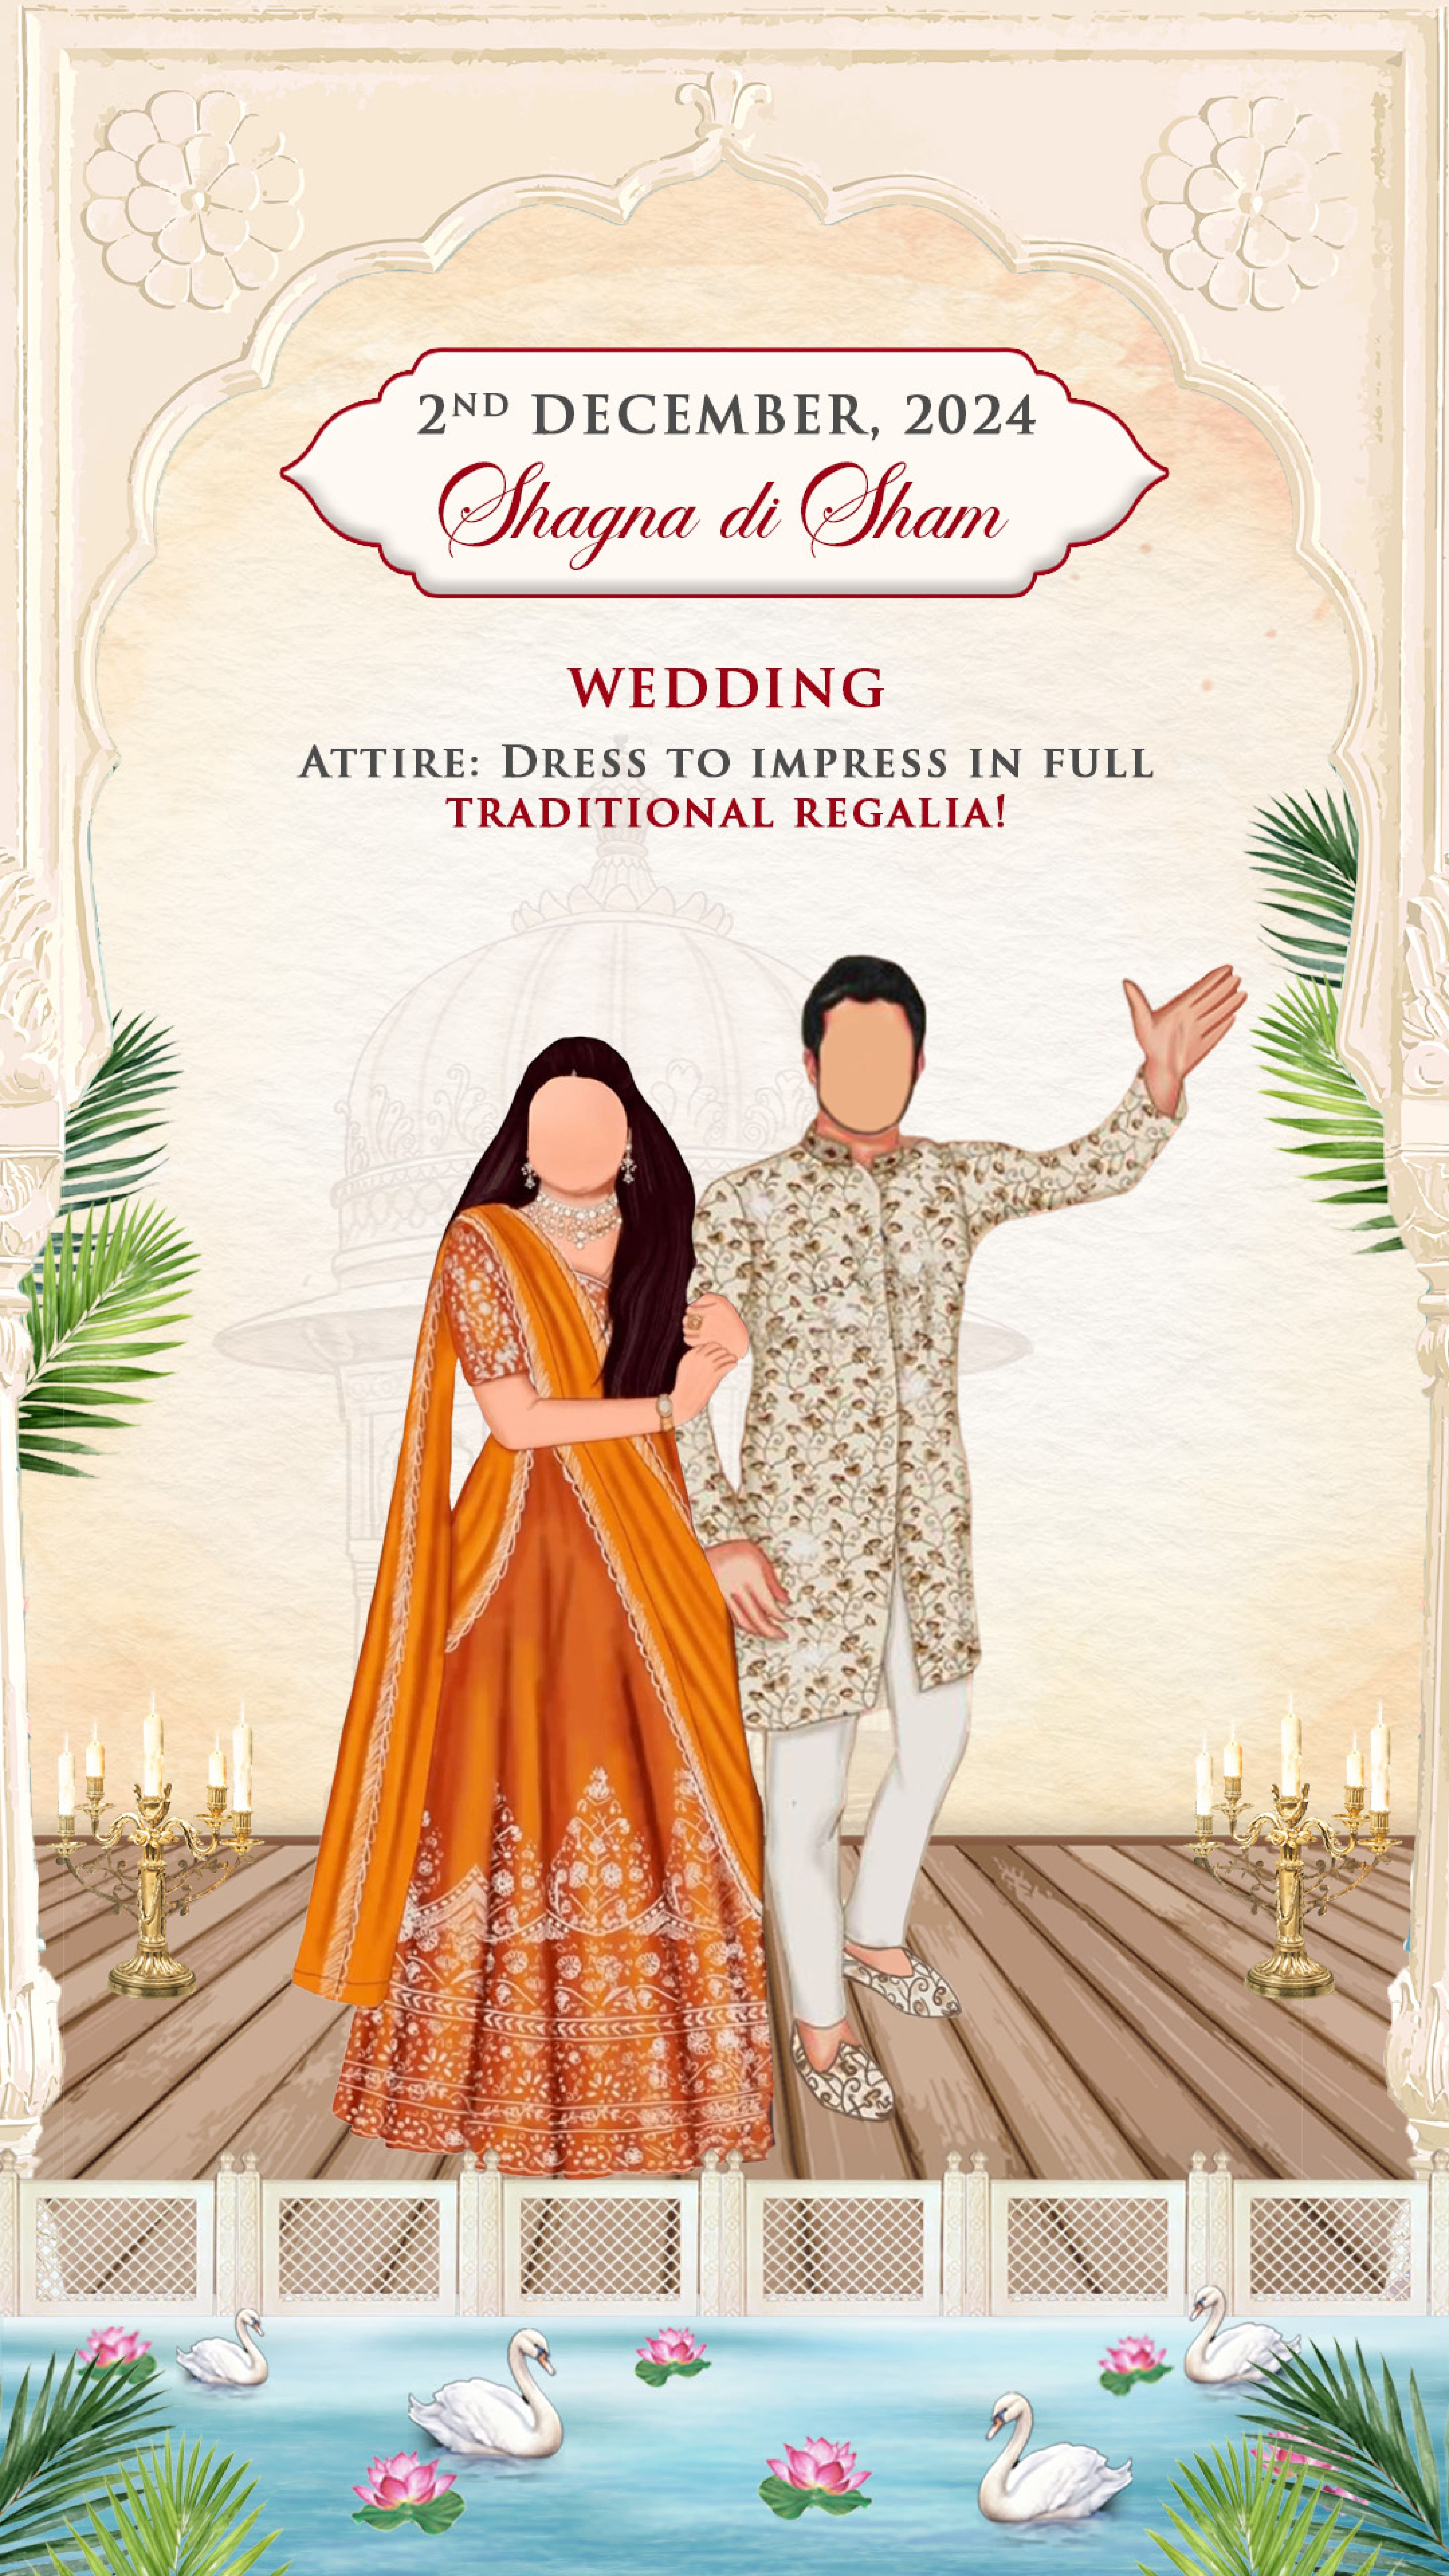 2ND DECEMBER, 2024
Shagna di Sham
WEDDING
ATTIRE: DRESS TO IMPRESS IN FULL
TRADITIONAL REGALIA!